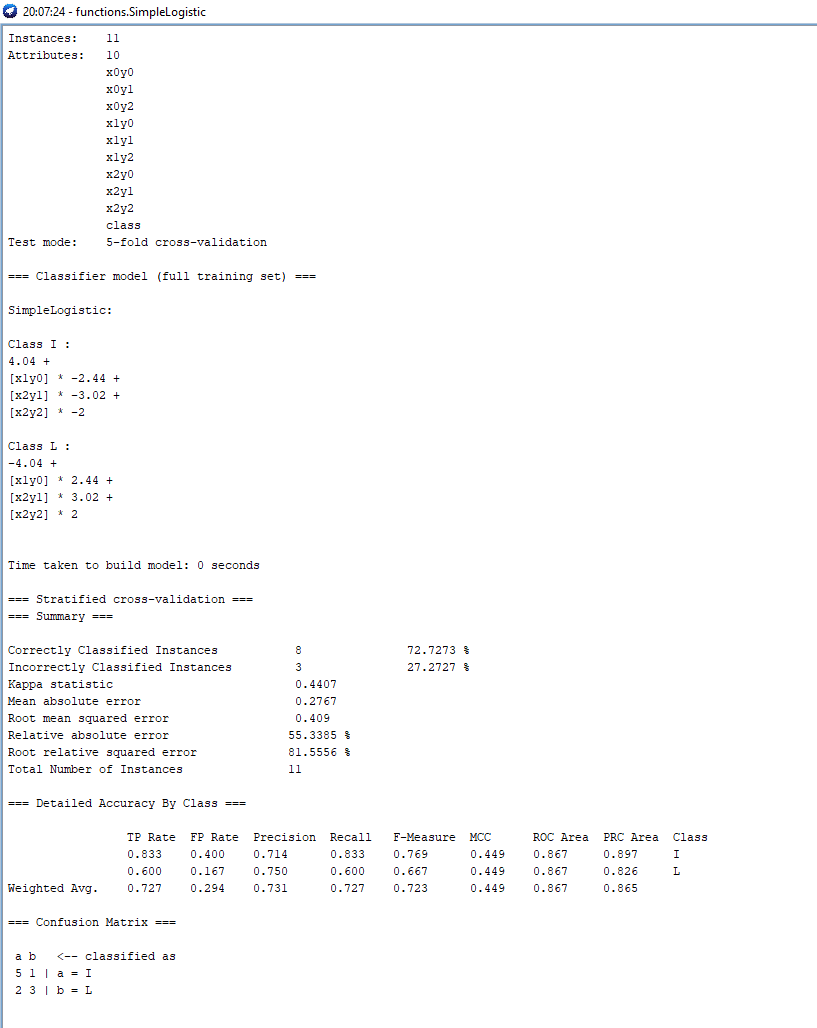 20:07:24 - functions.SimpleLogistic
Instances:    11
Attributes:   10
              x0y0
              x0y1
              x0y2
              x1y0
              x1y1
              x1y2
              x2y0
              x2y1
              x2y2
              class
Test mode:    5-fold cross-validation

=== Classifier model (full training set) ===

SimpleLogistic:

Class I :
4.04 +
[x1y0] * -2.44 +
[x2y1] * -3.02 +
[x2y2] * -2

Class L :
-4.04 +
[x1y0] * 2.44 +
[x2y1] * 3.02 +
[x2y2] * 2

Time taken to build model: 0 seconds

=== Stratified cross-validation ===
=== Summary ===

Correctly Classified Instances           8               72.7273 %
Incorrectly Classified Instances         3               27.2727 %
Kappa statistic                          0.4407
Mean absolute error                      0.2767
Root mean squared error                  0.409
Relative absolute error                 55.3385 %
Root relative squared error             81.5556 %
Total Number of Instances               11

=== Detailed Accuracy By Class ===

                 TP Rate  FP Rate  Precision  Recall   F-Measure  MCC      ROC Area  PRC Area  Class
                 0.833    0.400    0.714      0.833    0.769      0.449    0.867     0.897     I
                 0.600    0.167    0.750      0.600    0.667      0.449    0.867     0.826     L
Weighted Avg.    0.727    0.294    0.731      0.727    0.723      0.449    0.867     0.865

=== Confusion Matrix ===

 a b   <-- classified as
 5 1 | a = I
 2 3 | b = L